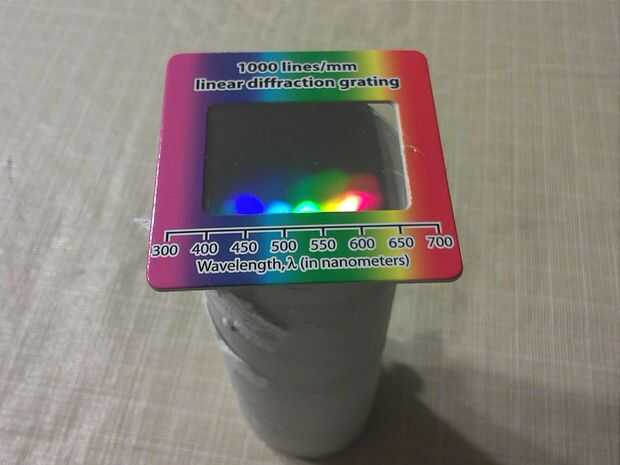 1000 lines/mm
linear diffraction grating
300 400 450 500 550 600 650 700
Wavelength,λ (in nanometers)